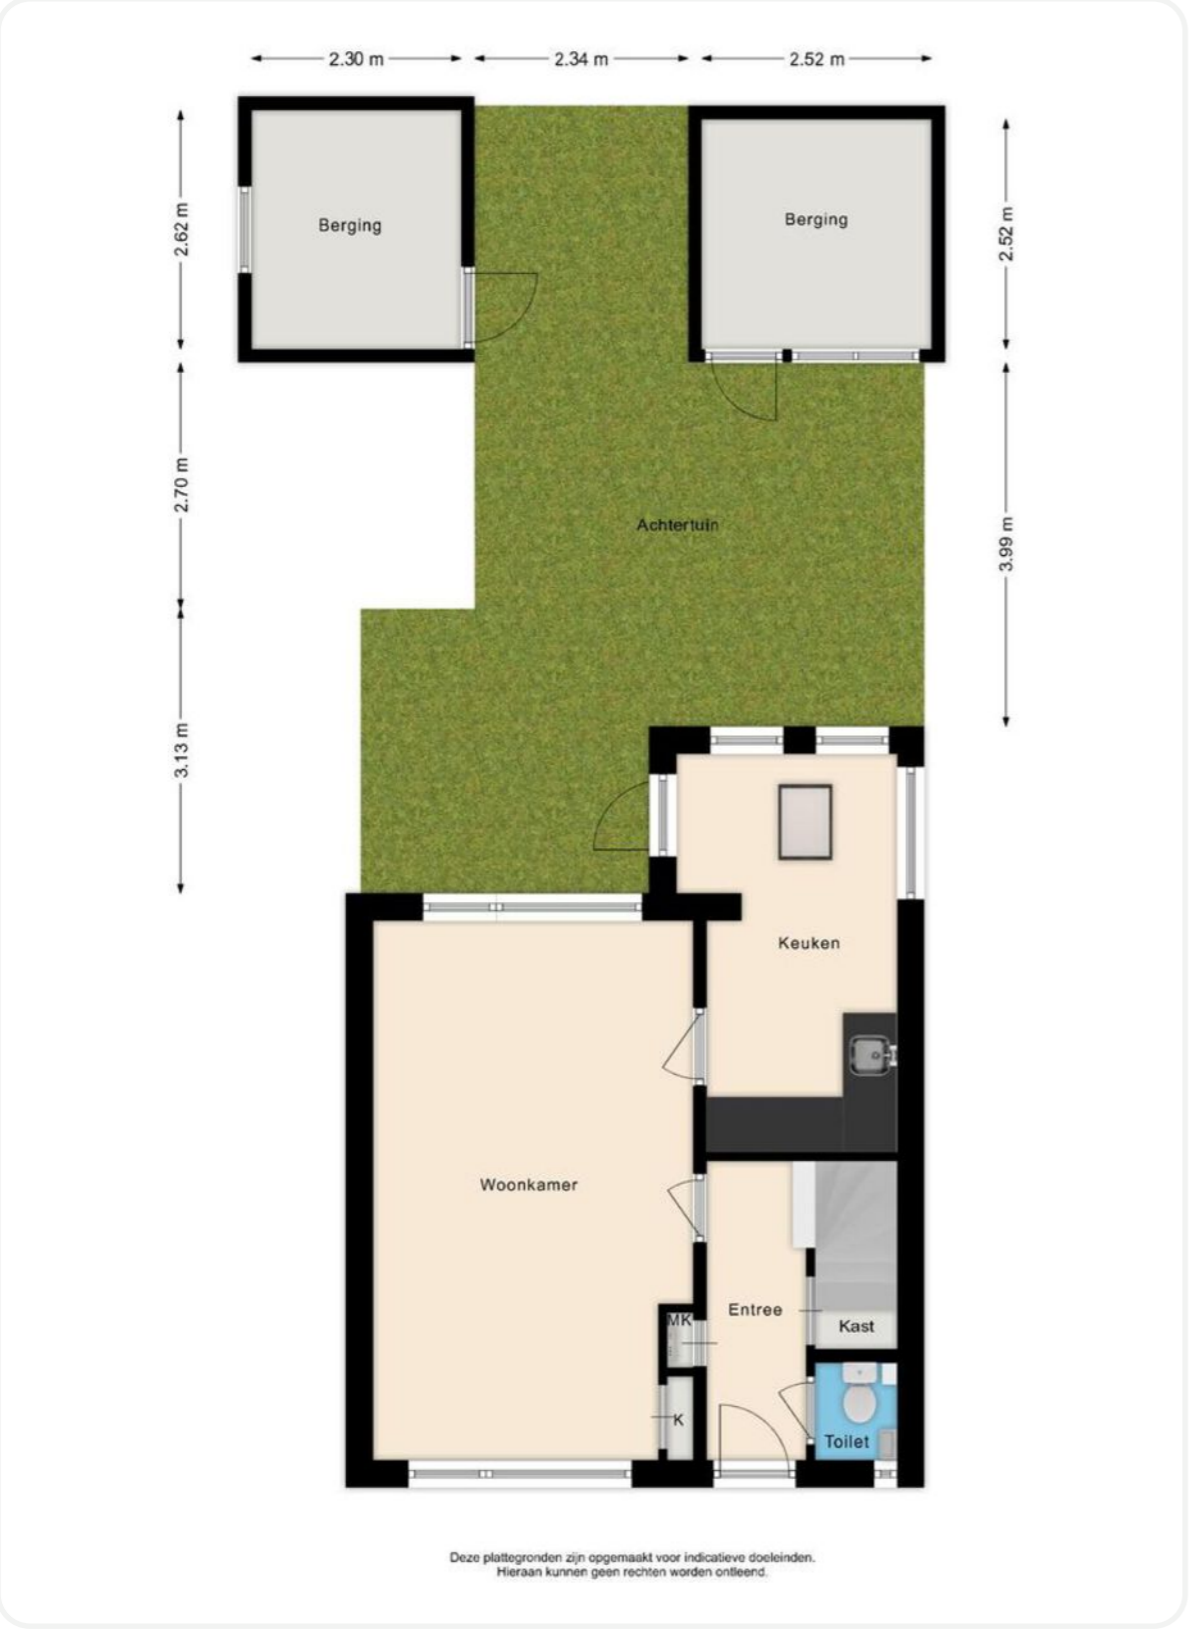 2.30 m
2.34 m
2.52 m
2.62 m
Berging
Berging
2.52 m
2.70 m
Achtertuin
3.99 m
3.13 m
Keuken
Woonkamer
Entree
MK
Kast
K
Toilet
Deze plattegronden zijn opgemaakt voor indicatieve doeleinden.
Hieraan kunnen geen rechten worden ontleend.